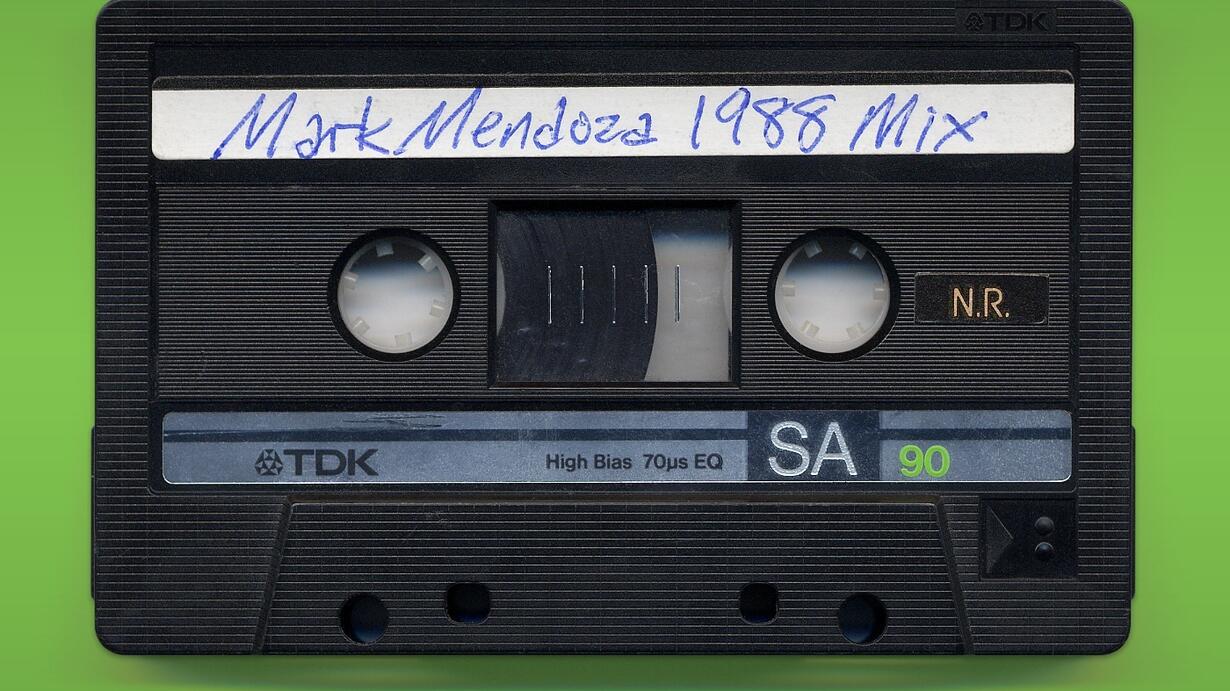 TDK
Mark Mendoza 1988 Mix
N.R.
TDK High Bias 70µs EQ SA 90